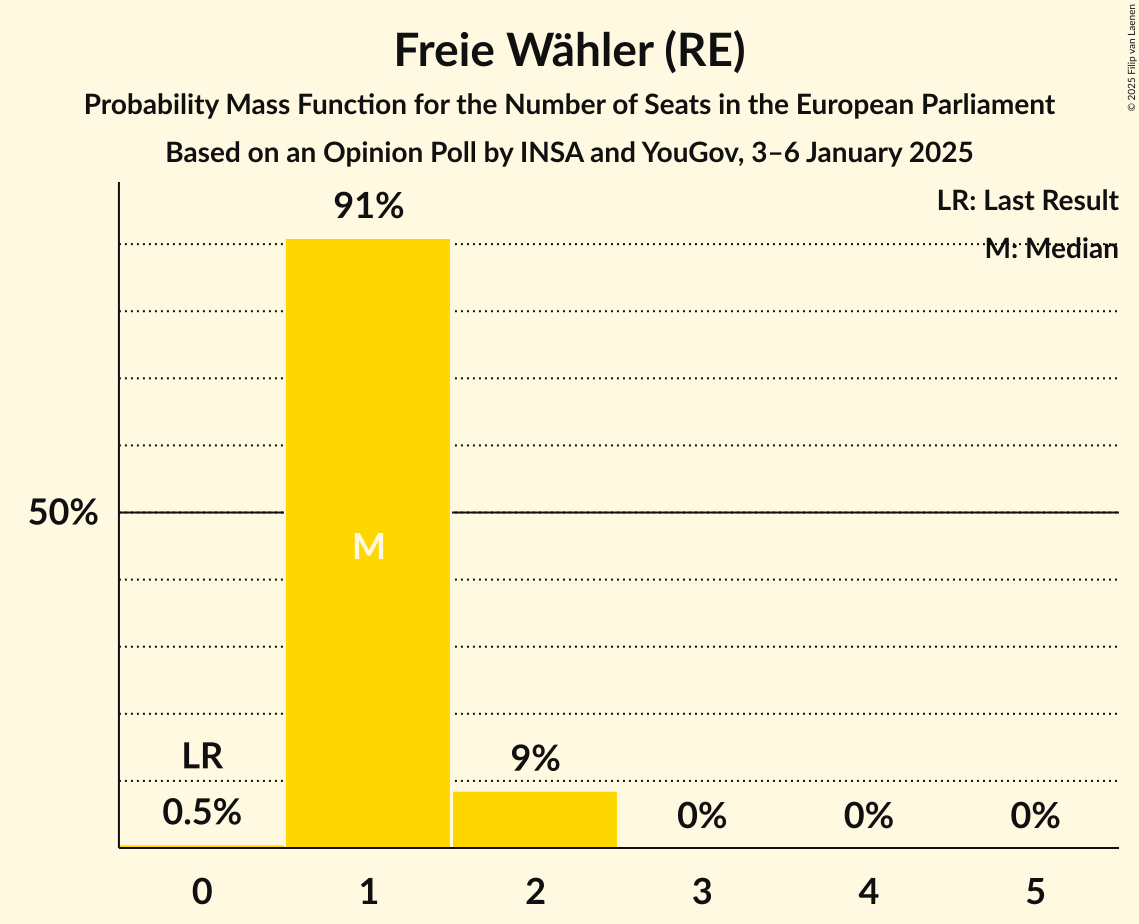 Freie Wähler (RE)
Probability Mass Function for the Number of Seats in the European Parliament
Based on an Opinion Poll by INSA and YouGov, 3–6 January 2025
© 2025 Filip van Laenen
LR: Last Result
M: Median
91%
50%
M
LR
0.5%
9%
0%
0%
0%
0
1
2
3
4
5